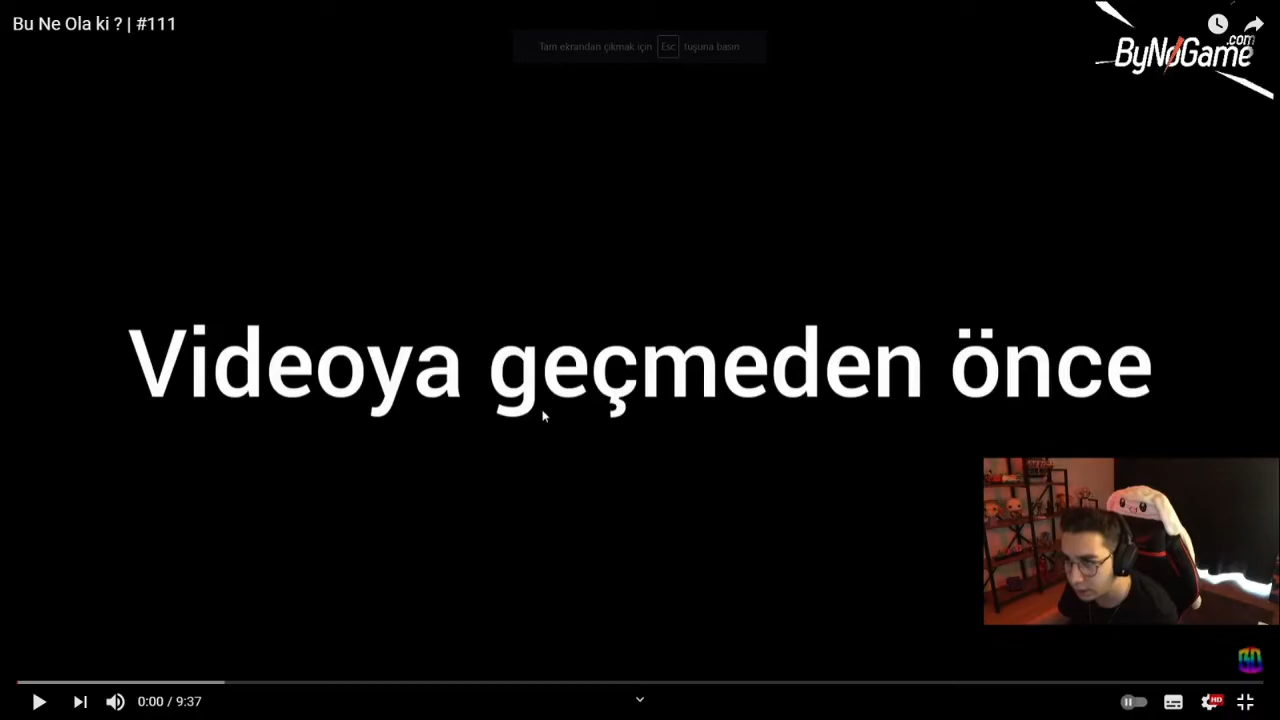 Bu Ne Ola ki ? | #111
Tam ekrandan çıkmak için Esc tuşuna basın
ByNoGame
.com
Videoya geçmeden önce
0:00 / 9:37
HD